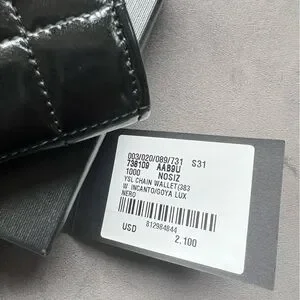 003/020/089/731 S31
738109 AAB9U
1000 NOSIZ
YSL CHAIN WALLET(383
W INCANTO/GOYA LUX
NERO
812984844
USD 2,100